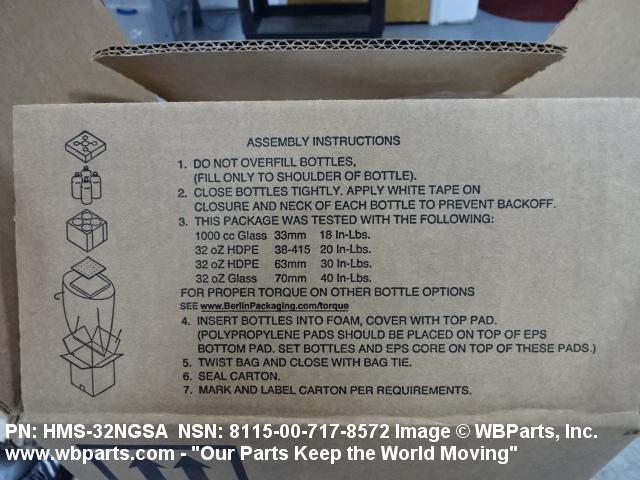 ASSEMBLY INSTRUCTIONS
1. DO NOT OVERFILL BOTTLES,
(FILL ONLY TO SHOULDER OF BOTTLE).
2. CLOSE BOTTLES TIGHTLY. APPLY WHITE TAPE ON
CLOSURE AND NECK OF EACH BOTTLE TO PREVENT BACKOFF.
3. THIS PACKAGE WAS TESTED WITH THE FOLLOWING:
1000 cc Glass 33mm 18 In-Lbs.
32 oZ HDPE 38-415 20 In-Lbs.
32 oZ HDPE 63mm 30 In-Lbs.
32 oZ Glass 70mm 40 In-Lbs.
FOR PROPER TORQUE ON OTHER BOTTLE OPTIONS
SEE www.BerlinPackaging.com/torque
4. INSERT BOTTLES INTO FOAM, COVER WITH TOP PAD.
(POLYPROPYLENE PADS SHOULD BE PLACED ON TOP OF EPS
BOTTOM PAD. SET BOTTLES AND EPS CORE ON TOP OF THESE PADS.)
5. TWIST BAG AND CLOSE WITH BAG TIE.
6. SEAL CARTON.
7. MARK AND LABEL CARTON PER REQUIREMENTS.
PN: HMS-32NGSA NSN: 8115-00-717-8572 Image © WBParts, Inc.
www.wbparts.com - "Our Parts Keep the World Moving"